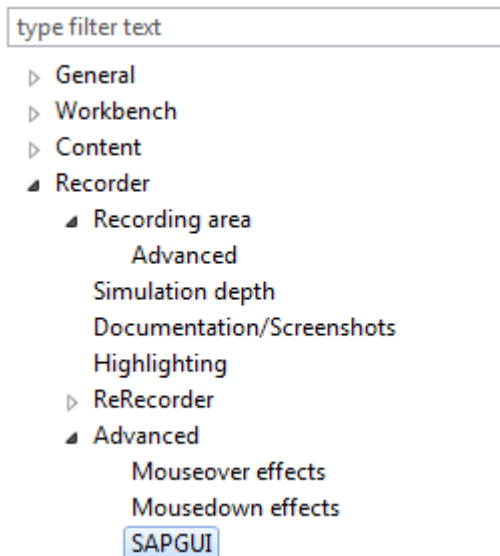 type filter text
General
Workbench
Content
Recorder
Recording area
Advanced
Simulation depth
Documentation/Screenshots
Highlighting
ReRecorder
Advanced
Mouseover effects
Mousedown effects
SAPGUI